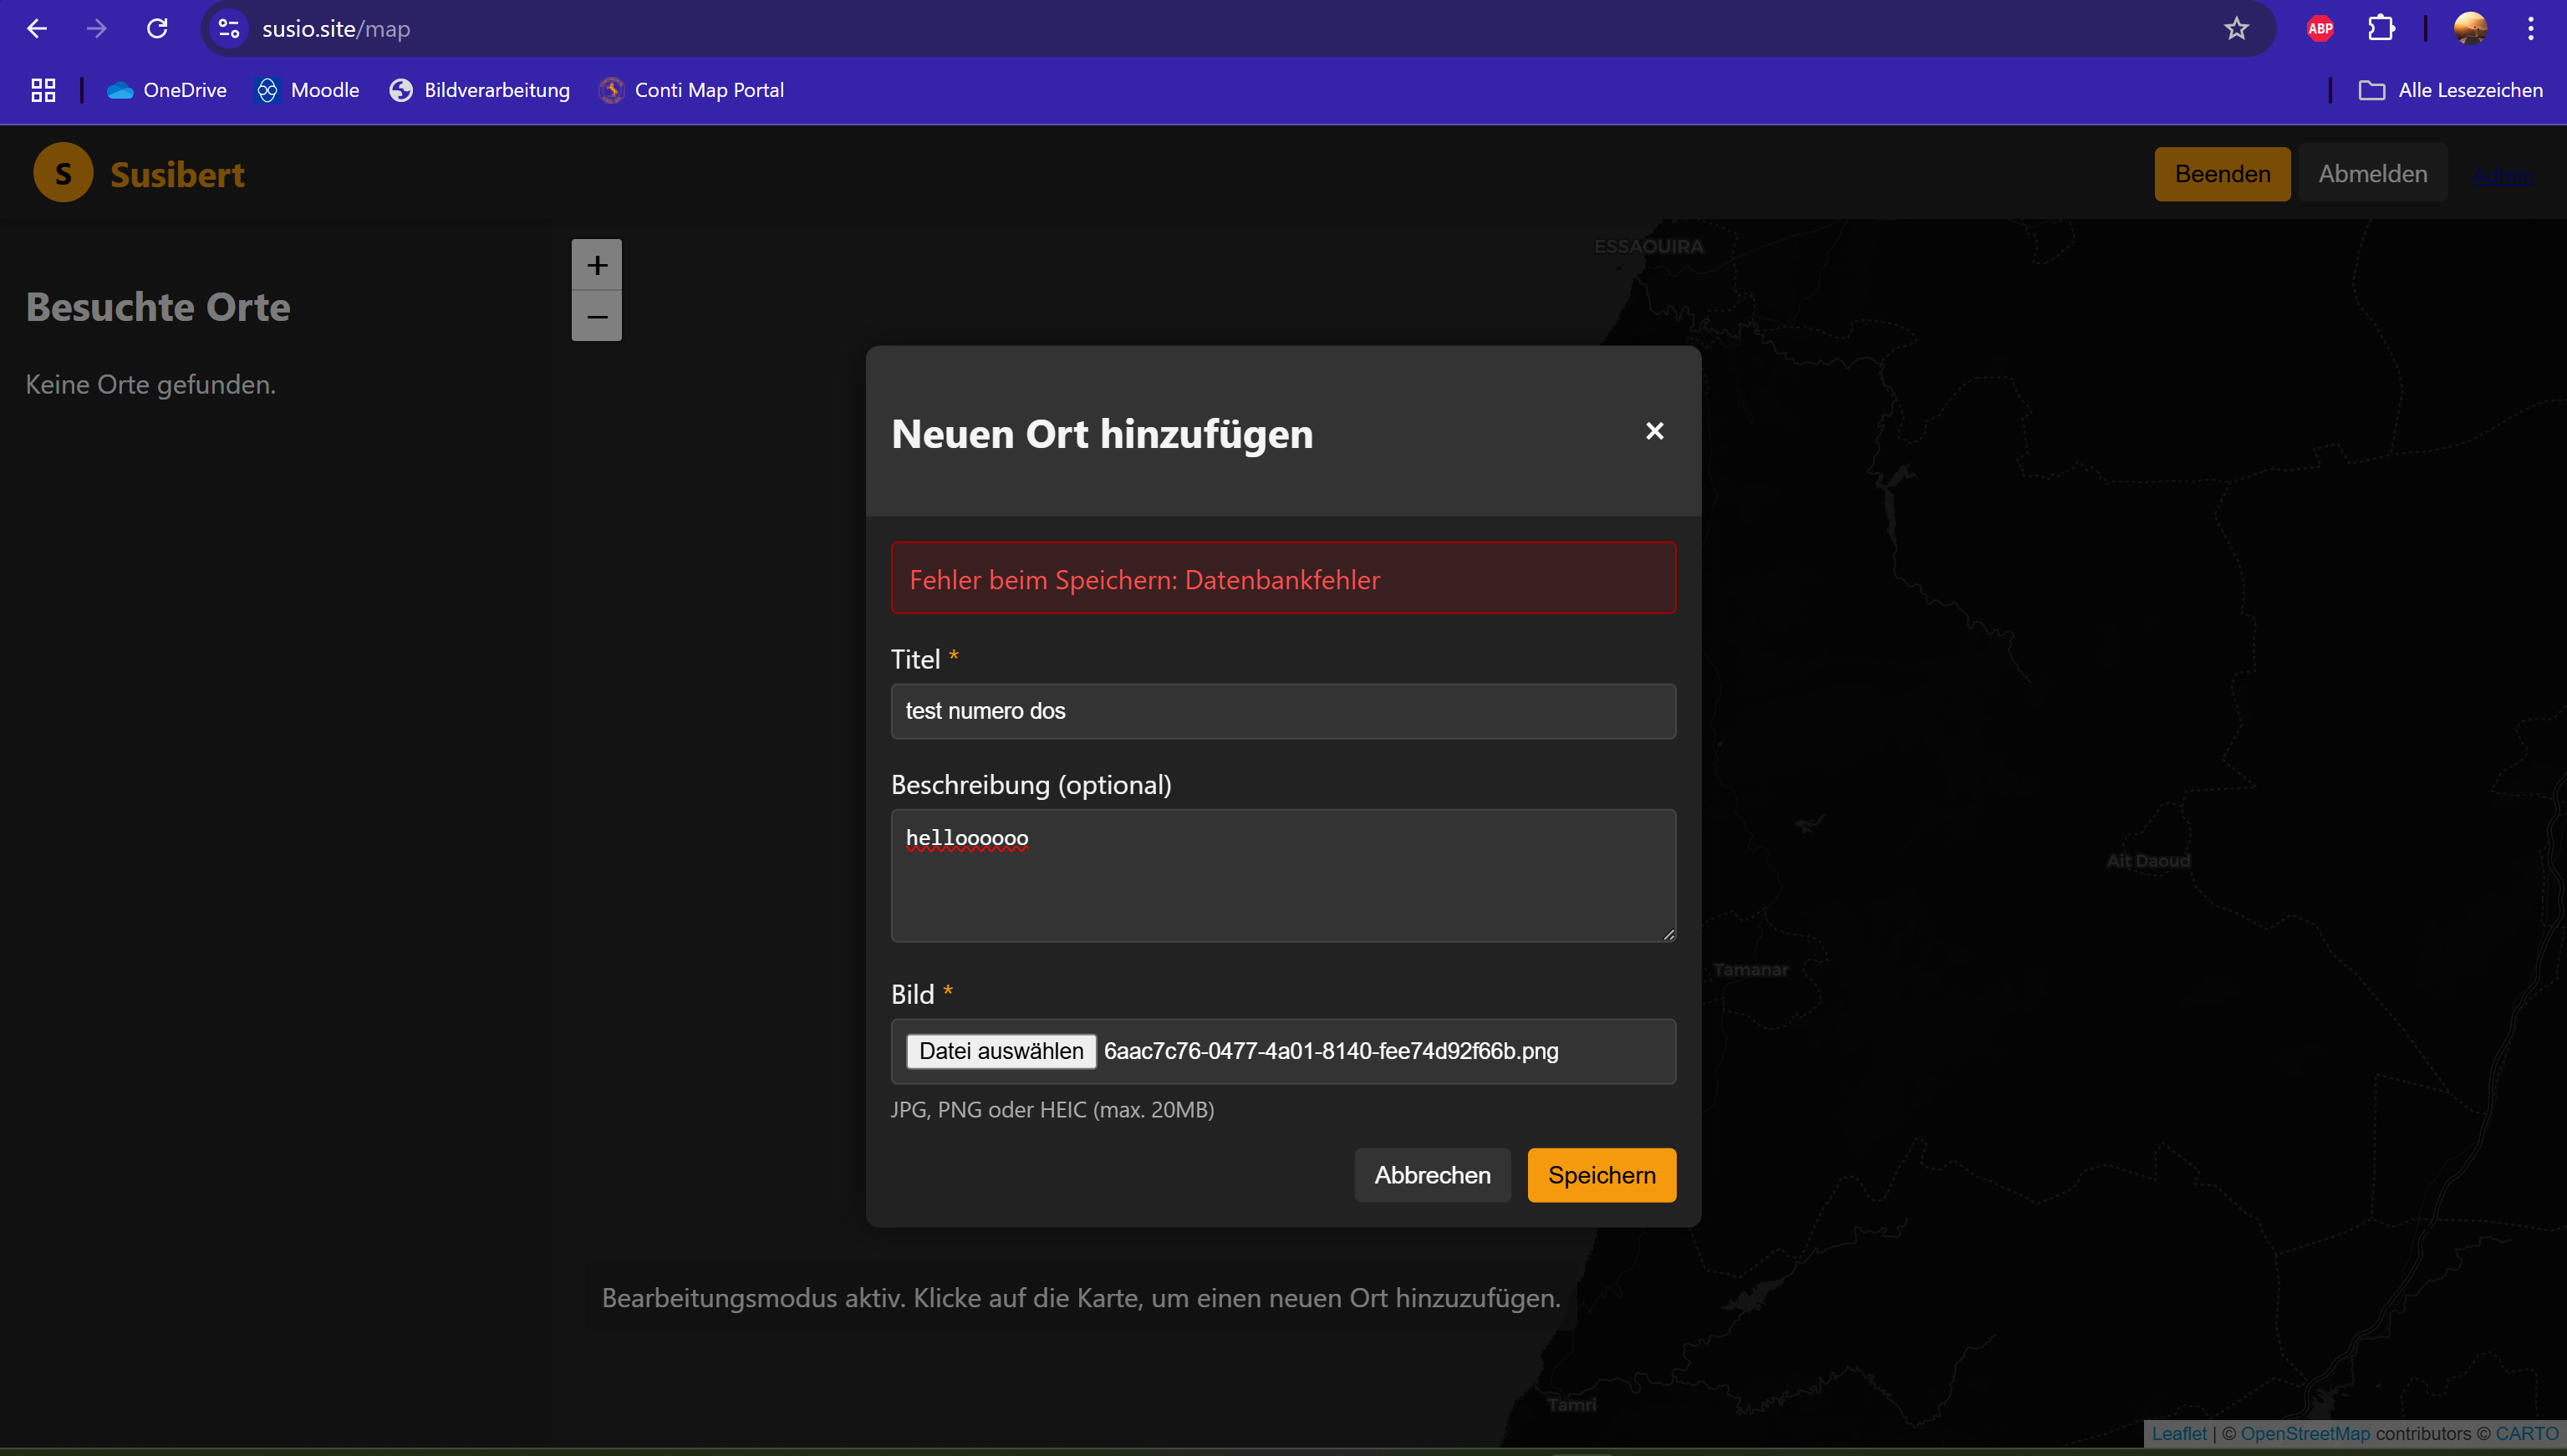 susio.site/map
ABP
OneDrive
Moodle
Bildverarbeitung
Conti Map Portal
Alle Lesezeichen
S
Susibert
Beenden
Abmelden
Admin
Besuchte Orte
Keine Orte gefunden.
+
−
ESSAOUIRA
Neuen Ort hinzufügen
×
Fehler beim Speichern: Datenbankfehler
Titel *
test numero dos
Beschreibung (optional)
helloooooo
Ait Daoud
Tamanar
Bild *
Datei auswählen 6aac7c76-0477-4a01-8140-fee74d92f66b.png
JPG, PNG oder HEIC (max. 20MB)
Abbrechen
Speichern
Bearbeitungsmodus aktiv. Klicke auf die Karte, um einen neuen Ort hinzuzufügen.
Tamri
Leaflet | © OpenStreetMap contributors © CARTO